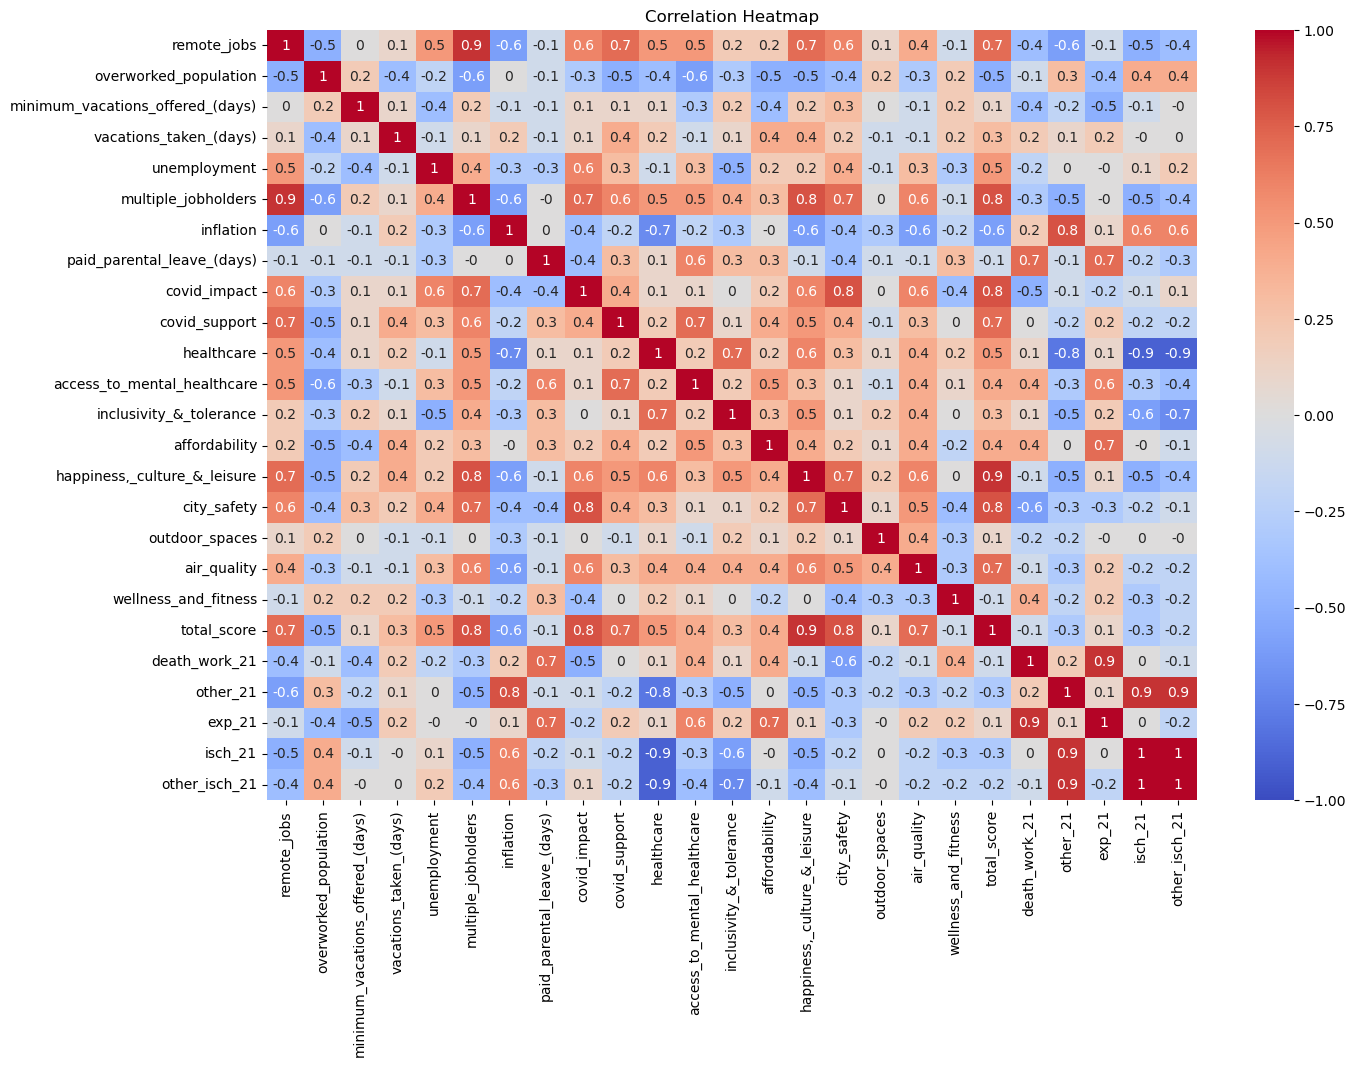 Correlation Heatmap
remote_jobs 1 -0.5 0 0.1 0.5 0.9 -0.6 -0.1 0.6 0.7 0.5 0.5 0.2 0.2 0.7 0.6 0.1 0.4 -0.1 0.7 -0.4 -0.6 -0.1 -0.5 -0.4
overworked_population -0.5 1 0.2 -0.4 -0.2 -0.6 0 -0.1 -0.3 -0.5 -0.4 -0.6 -0.3 -0.5 -0.5 -0.4 0.2 -0.3 0.2 -0.5 -0.1 0.3 -0.4 0.4 0.4
minimum_vacations_offered_(days) 0 0.2 1 0.1 -0.4 0.2 -0.1 -0.1 0.1 0.1 0.1 -0.3 0.2 -0.4 0.2 0.3 0 -0.1 0.2 0.1 -0.4 -0.2 -0.5 -0.1 -0
vacations_taken_(days) 0.1 -0.4 0.1 1 -0.1 0.1 0.2 -0.1 0.1 0.4 0.2 -0.1 0.1 0.4 0.4 0.2 -0.1 -0.1 0.2 0.3 0.2 0.1 0.2 -0 0
unemployment 0.5 -0.2 -0.4 -0.1 1 0.4 -0.3 -0.3 0.6 0.3 -0.1 0.3 -0.5 0.2 0.2 0.4 -0.1 0.3 -0.3 0.5 -0.2 0 -0 0.1 0.2
multiple_jobholders 0.9 -0.6 0.2 0.1 0.4 1 -0.6 -0 0.7 0.6 0.5 0.5 0.4 0.3 0.8 0.7 0 0.6 -0.1 0.8 -0.3 -0.5 -0 -0.5 -0.4
inflation -0.6 0 -0.1 0.2 -0.3 -0.6 1 0 -0.4 -0.2 -0.7 -0.2 -0.3 -0 -0.6 -0.4 -0.3 -0.6 -0.2 -0.6 0.2 0.8 0.1 0.6 0.6
paid_parental_leave_(days) -0.1 -0.1 -0.1 -0.1 -0.3 -0 0 1 -0.4 0.3 0.1 0.6 0.3 0.3 -0.1 -0.4 -0.1 -0.1 0.3 -0.1 0.7 -0.1 0.7 -0.2 -0.3
covid_impact 0.6 -0.3 0.1 0.1 0.6 0.7 -0.4 -0.4 1 0.4 0.1 0.1 0 0.2 0.6 0.8 0 0.6 -0.4 0.8 -0.5 -0.1 -0.2 -0.1 0.1
covid_support 0.7 -0.5 0.1 0.4 0.3 0.6 -0.2 0.3 0.4 1 0.2 0.7 0.1 0.4 0.5 0.4 -0.1 0.3 0 0.7 0 -0.2 0.2 -0.2 -0.2
healthcare 0.5 -0.4 0.1 0.2 -0.1 0.5 -0.7 0.1 0.1 0.2 1 0.2 0.7 0.2 0.6 0.3 0.1 0.4 0.2 0.5 0.1 -0.8 0.1 -0.9 -0.9
access_to_mental_healthcare 0.5 -0.6 -0.3 -0.1 0.3 0.5 -0.2 0.6 0.1 0.7 0.2 1 0.2 0.5 0.3 0.1 -0.1 0.4 0.1 0.4 0.4 -0.3 0.6 -0.3 -0.4
inclusivity_&_tolerance 0.2 -0.3 0.2 0.1 -0.5 0.4 -0.3 0.3 0 0.1 0.7 0.2 1 0.3 0.5 0.1 0.2 0.4 0 0.3 0.1 -0.5 0.2 -0.6 -0.7
affordability 0.2 -0.5 -0.4 0.4 0.2 0.3 -0 0.3 0.2 0.4 0.2 0.5 0.3 1 0.4 0.2 0.1 0.4 -0.2 0.4 0.4 0 0.7 -0 -0.1
happiness,_culture_&_leisure 0.7 -0.5 0.2 0.4 0.2 0.8 -0.6 -0.1 0.6 0.5 0.6 0.3 0.5 0.4 1 0.7 0.2 0.6 0 0.9 -0.1 -0.5 0.1 -0.5 -0.4
city_safety 0.6 -0.4 0.3 0.2 0.4 0.7 -0.4 -0.4 0.8 0.4 0.3 0.1 0.1 0.2 0.7 1 0.1 0.5 -0.4 0.8 -0.6 -0.3 -0.3 -0.2 -0.1
outdoor_spaces 0.1 0.2 0 -0.1 -0.1 0 -0.3 -0.1 0 -0.1 0.1 -0.1 0.2 0.1 0.2 0.1 1 0.4 -0.3 0.1 -0.2 -0.2 -0 0 -0
air_quality 0.4 -0.3 -0.1 -0.1 0.3 0.6 -0.6 -0.1 0.6 0.3 0.4 0.4 0.4 0.4 0.6 0.5 0.4 1 -0.3 0.7 -0.1 -0.3 0.2 -0.2 -0.2
wellness_and_fitness -0.1 0.2 0.2 0.2 -0.3 -0.1 -0.2 0.3 -0.4 0 0.2 0.1 0 -0.2 0 -0.4 -0.3 -0.3 1 -0.1 0.4 -0.2 0.2 -0.3 -0.2
total_score 0.7 -0.5 0.1 0.3 0.5 0.8 -0.6 -0.1 0.8 0.7 0.5 0.4 0.3 0.4 0.9 0.8 0.1 0.7 -0.1 1 -0.1 -0.3 0.1 -0.3 -0.2
death_work_21 -0.4 -0.1 -0.4 0.2 -0.2 -0.3 0.2 0.7 -0.5 0 0.1 0.4 0.1 0.4 -0.1 -0.6 -0.2 -0.1 0.4 -0.1 1 0.2 0.9 0 -0.1
other_21 -0.6 0.3 -0.2 0.1 0 -0.5 0.8 -0.1 -0.1 -0.2 -0.8 -0.3 -0.5 0 -0.5 -0.3 -0.2 -0.3 -0.2 -0.3 0.2 1 0.1 0.9 0.9
exp_21 -0.1 -0.4 -0.5 0.2 -0 -0 0.1 0.7 -0.2 0.2 0.1 0.6 0.2 0.7 0.1 -0.3 -0 0.2 0.2 0.1 0.9 0.1 1 0 -0.2
isch_21 -0.5 0.4 -0.1 -0 0.1 -0.5 0.6 -0.2 -0.1 -0.2 -0.9 -0.3 -0.6 -0 -0.5 -0.2 0 -0.2 -0.3 -0.3 0 0.9 0 1 1
other_isch_21 -0.4 0.4 -0 0 0.2 -0.4 0.6 -0.3 0.1 -0.2 -0.9 -0.4 -0.7 -0.1 -0.4 -0.1 -0 -0.2 -0.2 -0.2 -0.1 0.9 -0.2 1 1
remote_jobs
overworked_population
minimum_vacations_offered_(days)
vacations_taken_(days)
unemployment
multiple_jobholders
inflation
paid_parental_leave_(days)
covid_impact
covid_support
healthcare
access_to_mental_healthcare
inclusivity_&_tolerance
affordability
happiness,_culture_&_leisure
city_safety
outdoor_spaces
air_quality
wellness_and_fitness
total_score
death_work_21
other_21
exp_21
isch_21
other_isch_21
1.00
0.75
0.50
0.25
0.00
−0.25
−0.50
−0.75
−1.00